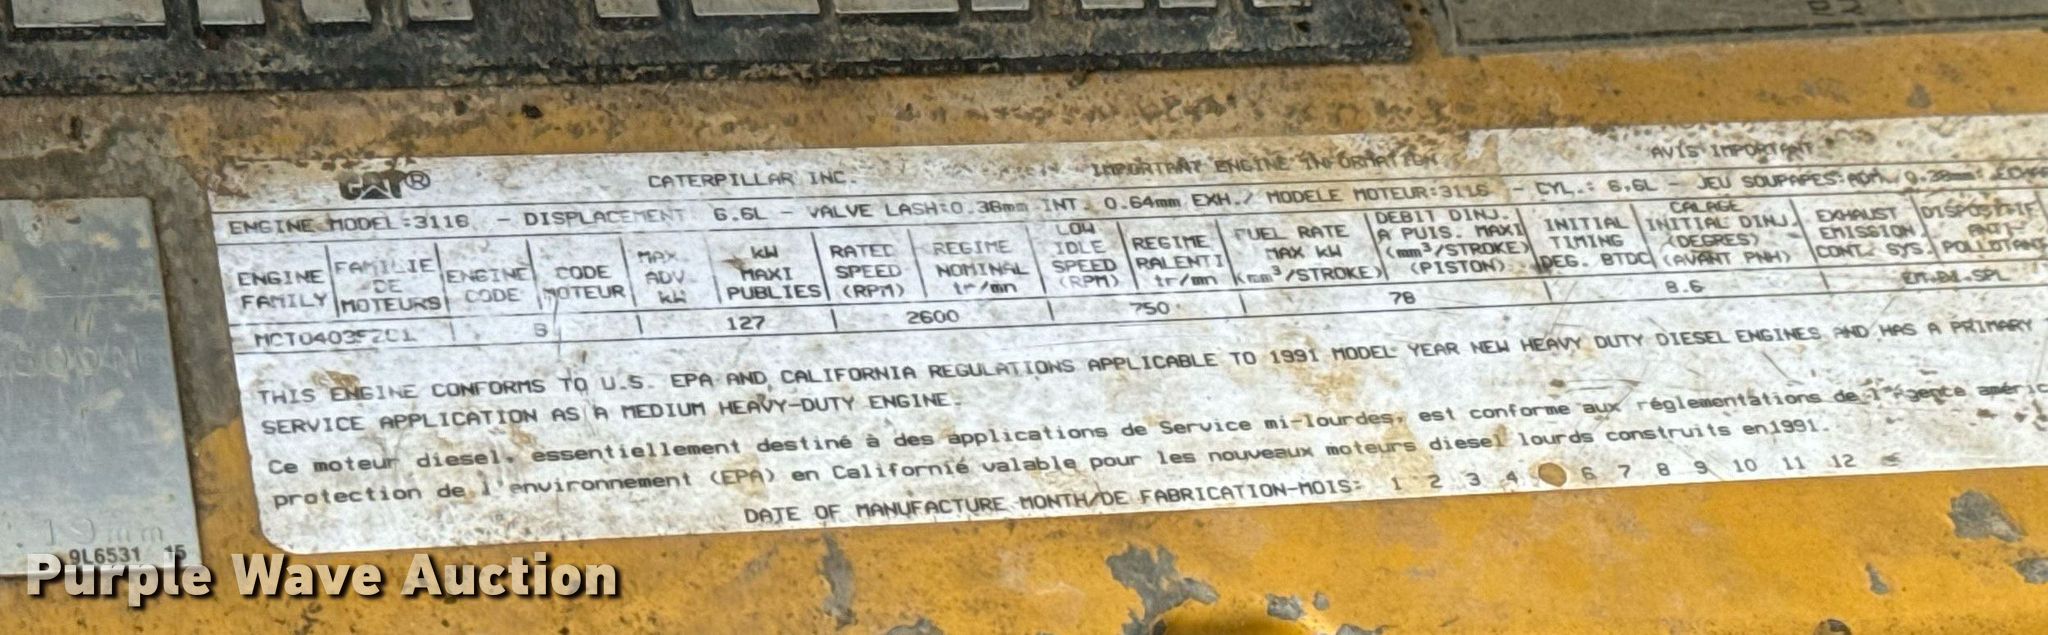 CAT®
CATERPILLAR INC.
IMPORTANT ENGINE INFORMATION
AVIS IMPORTANT
ENGINE MODEL:3116 - DISPLACEMENT 6.6L - VALVE LASH:0.38mm INT. 0.64mm EXH./ MODELE MOTEUR:3116 - CYL.: 6.6L - JEU SOUPAPES:ADM. 0.38mm
ENGINE FAMILY
FAMILLE DE MOTEURS
ENGINE CODE
CODE MOTEUR
MAX. ADV. kW
kW MAXI PUBLIES
RATED SPEED (RPM)
REGIME NOMINAL tr/mn
LOW IDLE SPEED (RPM)
REGIME RALENTI tr/mn
FUEL RATE MAX kW (mm³/STROKE)
DEBIT DINJ. A PUIS. MAXI (mm³/STROKE) (PISTON)
INITIAL TIMING DEG. BTDC
CALAGE INITIAL DINJ. (DEGRES) (AVANT PNH)
EXHAUST EMISSION CONT. SYS.
DISPOSITIF ANTI- POLLUTANT
127 2600 750 78 8.6
THIS ENGINE CONFORMS TO U.S. EPA AND CALIFORNIA REGULATIONS APPLICABLE TO 1991 MODEL YEAR NEW HEAVY DUTY DIESEL ENGINES AND HAS A PRIMARY
SERVICE APPLICATION AS A MEDIUM HEAVY-DUTY ENGINE.
Ce moteur diesel, essentiellement destiné à des applications de Service mi-lourdes, est conforme aux réglementations de l'Agence améric
protection de l'environnement (EPA) en Californié valable pour les nouveaux moteurs diesel lourds construits en1991.
DATE OF MANUFACTURE MONTH/DE FABRICATION-MOIS: 1 2 3 4 6 7 8 9 10 11 12
19mm
9L6531 15
Purple Wave Auction